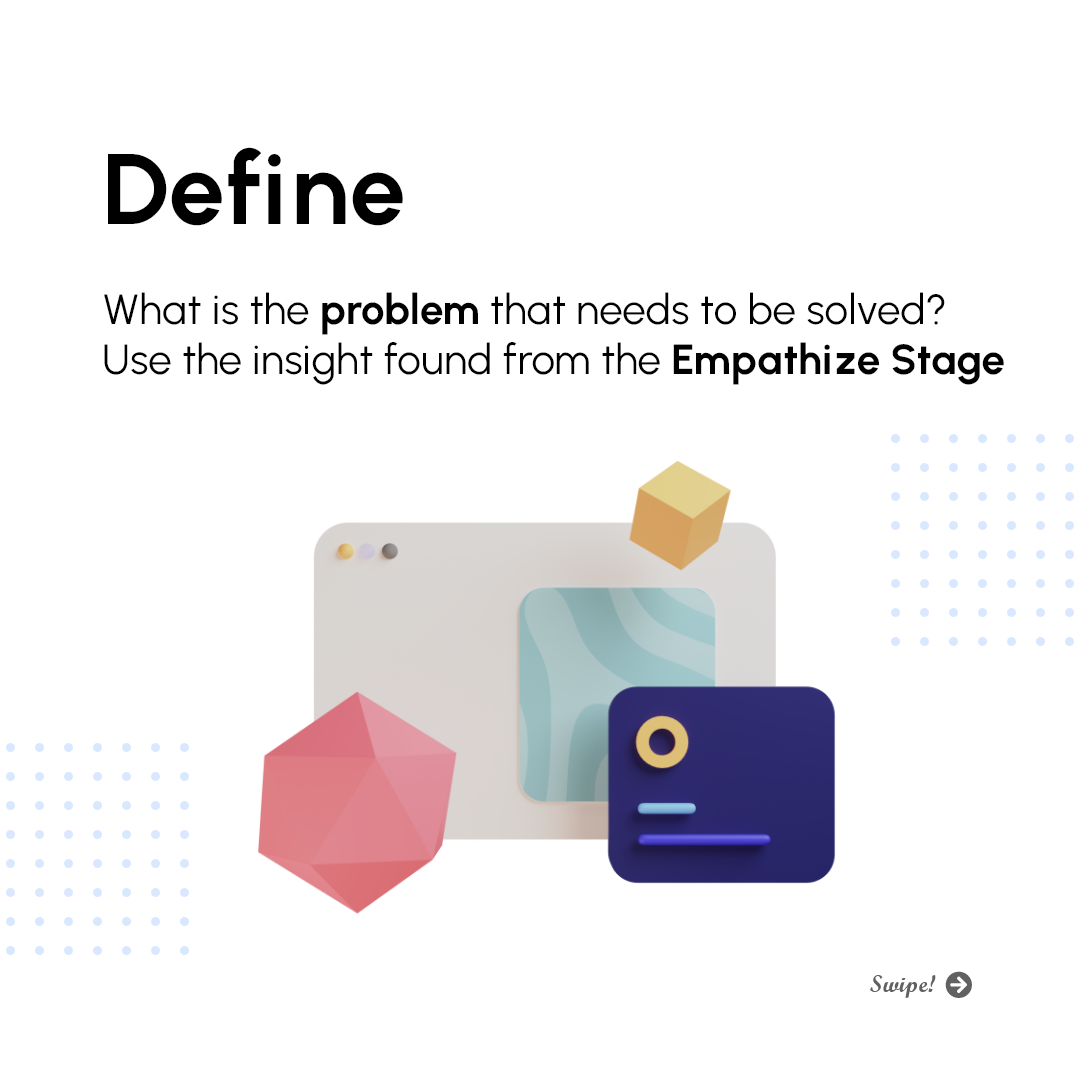 Define
What is the problem that needs to be solved?
Use the insight found from the Empathize Stage
Swipe!